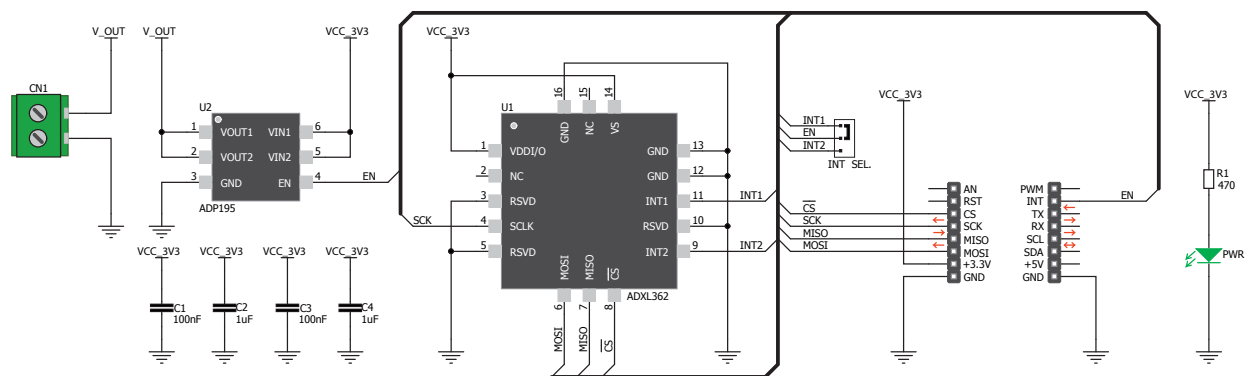 V_OUT
CN1
V_OUT
VCC_3V3
U2
1 VOUT1 VIN1 6
2 VOUT2 VIN2 5
3 GND EN 4 EN
ADP195
VCC_3V3
U1
16 15 14
GND NC VS
1 VDDI/O GND 13
2 NC GND 12
3 RSVD INT1 11 INT1
SCK 4 SCLK RSVD 10
5 RSVD INT2 9 INT2
MOSI MISO CS
ADXL362
6 7 8
MOSI MISO CS
VCC_3V3 VCC_3V3 VCC_3V3 VCC_3V3
C1 C2 C3 C4
100nF 1uF 100nF 1uF
INT1
EN
INT2
INT SEL.
VCC_3V3
CS
SCK
MISO
MOSI
AN PWM
RST INT EN
CS TX
SCK RX
MISO SCL
MOSI SDA
+3.3V +5V
GND GND
VCC_3V3
R1
470
PWR